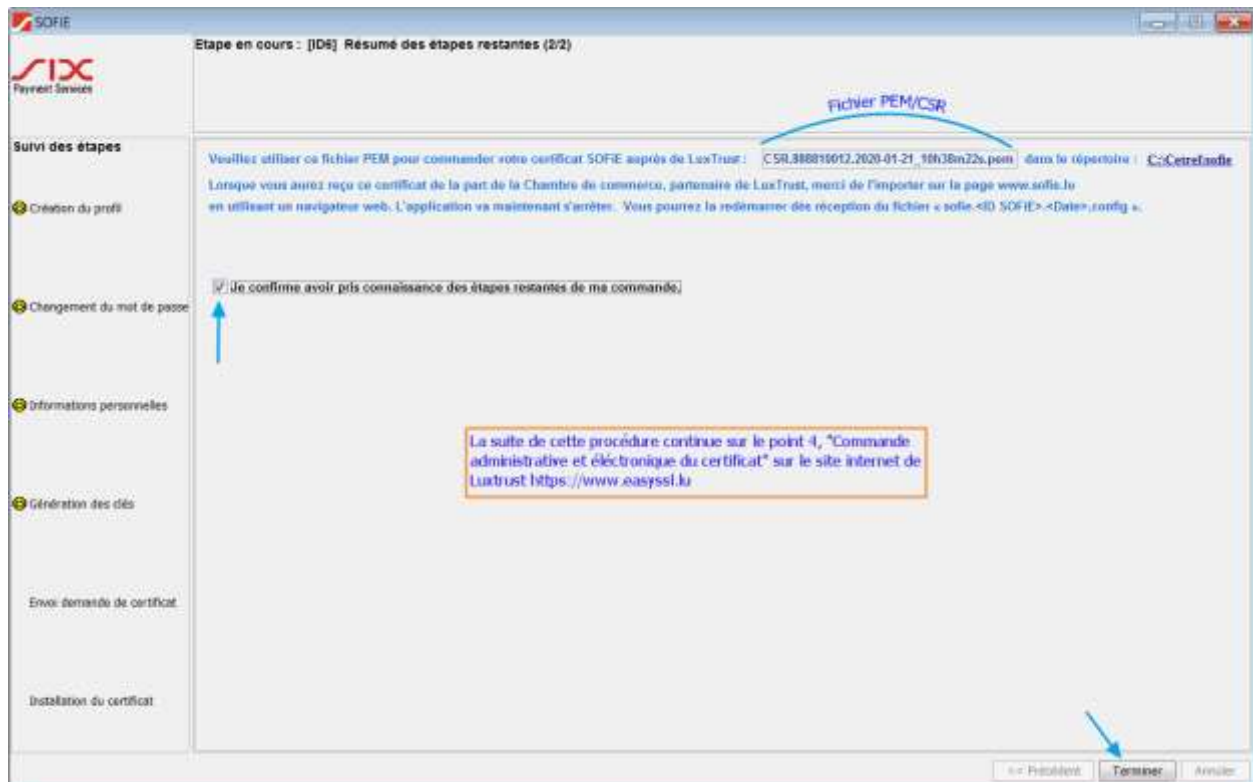 SOFIE
SIX
Payment Services
Etape en cours : [ID6] Résumé des étapes restantes (2/2)
Fichier PEM/CSR
Suivi des étapes
Création du profil
Changement du mot de passe
Informations personnelles
Génération des clés
Envoi demande de certificat
Installation du certificat
Veuillez utiliser ce fichier PEM pour commander votre certificat SOFiE auprès de LuxTrust : CSR.888810012.2020-01-21_10h38m22s.pem dans le répertoire : C:\Cetrel\sofie
Lorsque vous aurez reçu ce certificat de la part de la Chambre de commerce, partenaire de LuxTrust, merci de l'importer sur la page www.sofie.lu
en utilisant un navigateur web. L'application va maintenant s'arrêter. Vous pourrez la redémarrer dès réception du fichier « sofie.<ID SOFiE>.<Date>.config ».
Je confirme avoir pris connaissance des étapes restantes de ma commande.
La suite de cette procédure continue sur le point 4, "Commande
administrative et éléctronique du certificat" sur le site internet de
Luxtrust https://www.easyssl.lu
<< Précédent
Terminer
Annuler